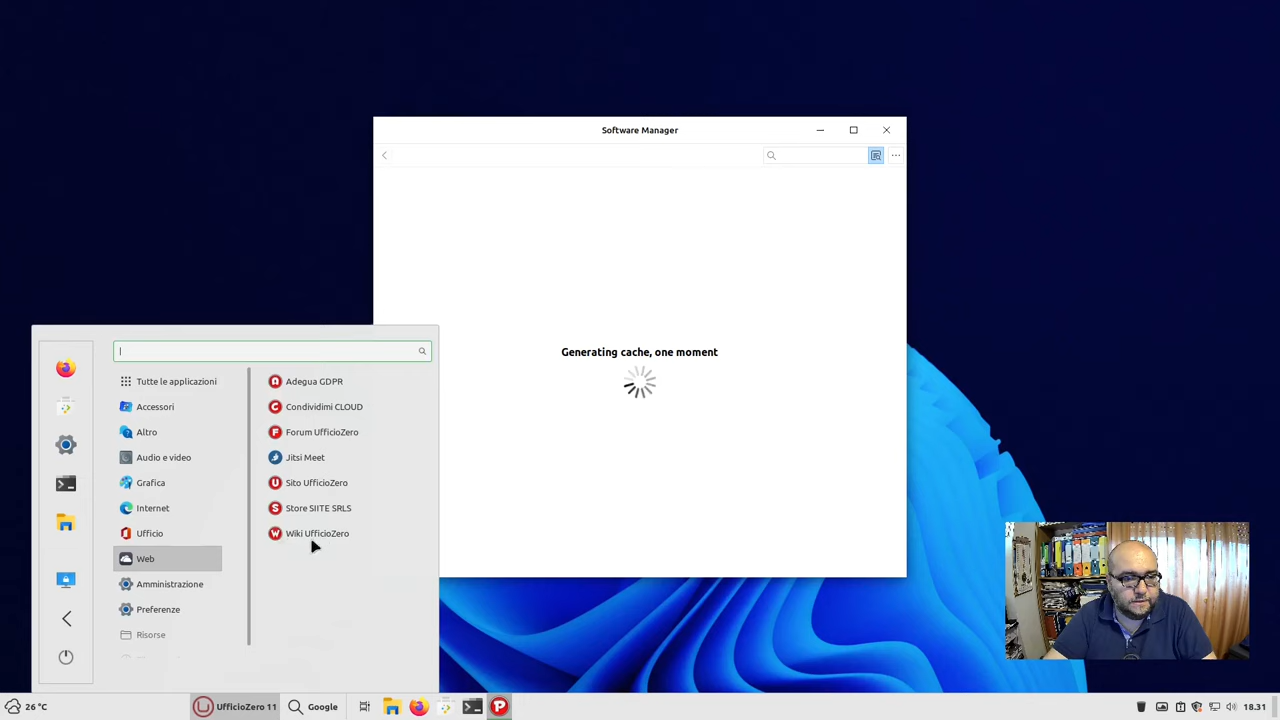 Software Manager
Generating cache, one moment
Tutte le applicazioni
Accessori
Altro
Audio e video
Grafica
Internet
Ufficio
Web
Amministrazione
Preferenze
Risorse
Adegua GDPR
Condividimi CLOUD
Forum UfficioZero
Jitsi Meet
Sito UfficioZero
Store SIITE SRLS
Wiki UfficioZero
26 °C
UfficioZero 11
Google
18.31